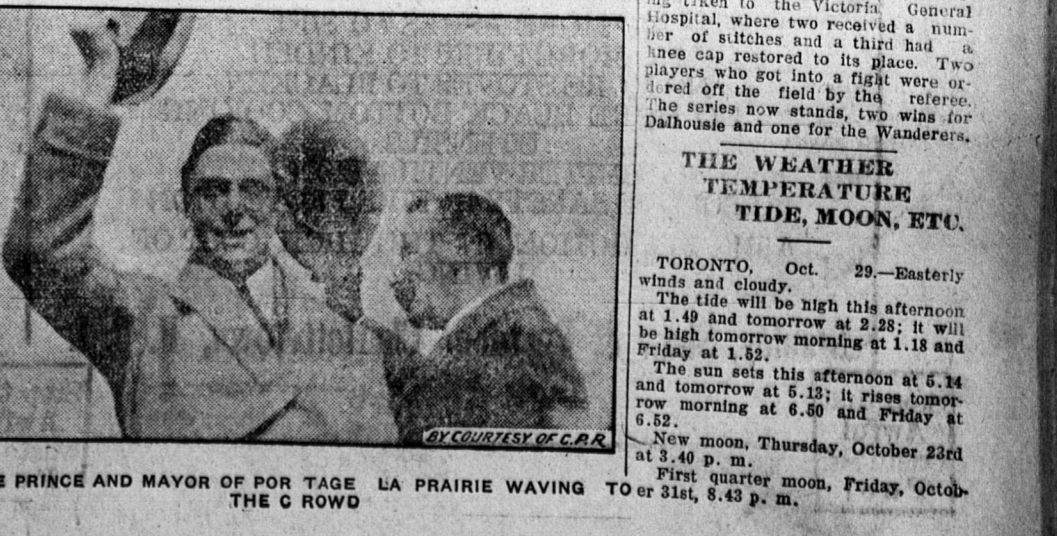 BY COURTESY OF C.P.R
PRINCE AND MAYOR OF POR TAGE LA PRAIRIE WAVING TO
THE C ROWD
taken to the Victoria General
Hospital, where two received a num-
ber of stitches and a third had a
knee cap restored to its place. Two
players who got into a fight were or-
dered off the field by the referee.
The series now stands, two wins for
Dalhousie and one for the Wanderers.
THE WEATHER
TEMPERATURE
TIDE, MOON, ETC.
TORONTO, Oct. 29.—Easterly
winds and cloudy.
The tide will be high this afternoon
at 1.49 and tomorrow at 2.28; it will
be high tomorrow morning at 1.18 and
Friday at 1.52.
The sun sets this afternoon at 5.14
and tomorrow at 5.13; it rises tomor-
row morning at 6.50 and Friday at
6.52.
New moon, Thursday, October 23rd
at 3.40 p. m.
First quarter moon, Friday, Octob-
er 31st, 8.43 p. m.